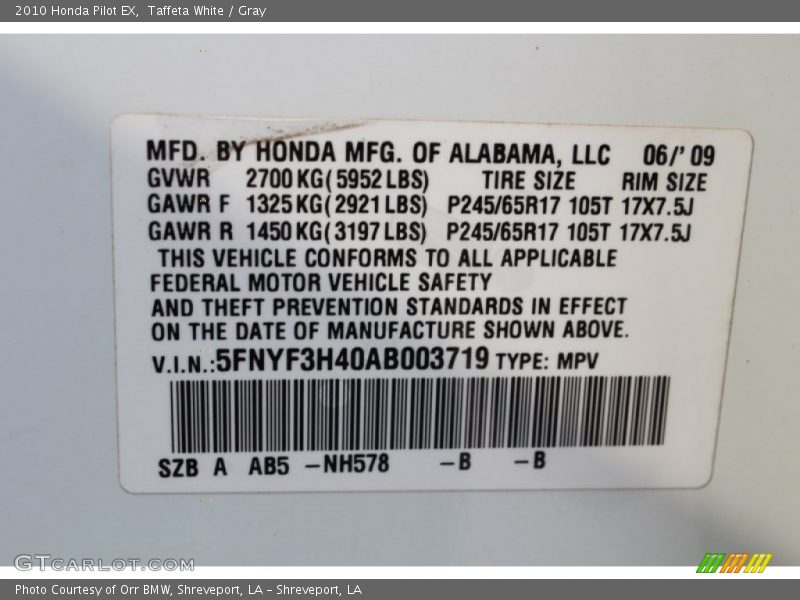 2010 Honda Pilot EX, Taffeta White / Gray
MFD. BY HONDA MFG. OF ALABAMA, LLC 06/' 09
GVWR 2700 KG( 5952 LBS) TIRE SIZE RIM SIZE
GAWR F 1325 KG( 2921 LBS) P245/65R17 105T 17X7.5J
GAWR R 1450 KG( 3197 LBS) P245/65R17 105T 17X7.5J
THIS VEHICLE CONFORMS TO ALL APPLICABLE
FEDERAL MOTOR VEHICLE SAFETY
AND THEFT PREVENTION STANDARDS IN EFFECT
ON THE DATE OF MANUFACTURE SHOWN ABOVE.
V.I.N.:5FNYF3H40AB003719 TYPE: MPV
SZB A AB5 -NH578 -B -B
GTCARLOT.COM
Photo Courtesy of Orr BMW, Shreveport, LA - Shreveport, LA